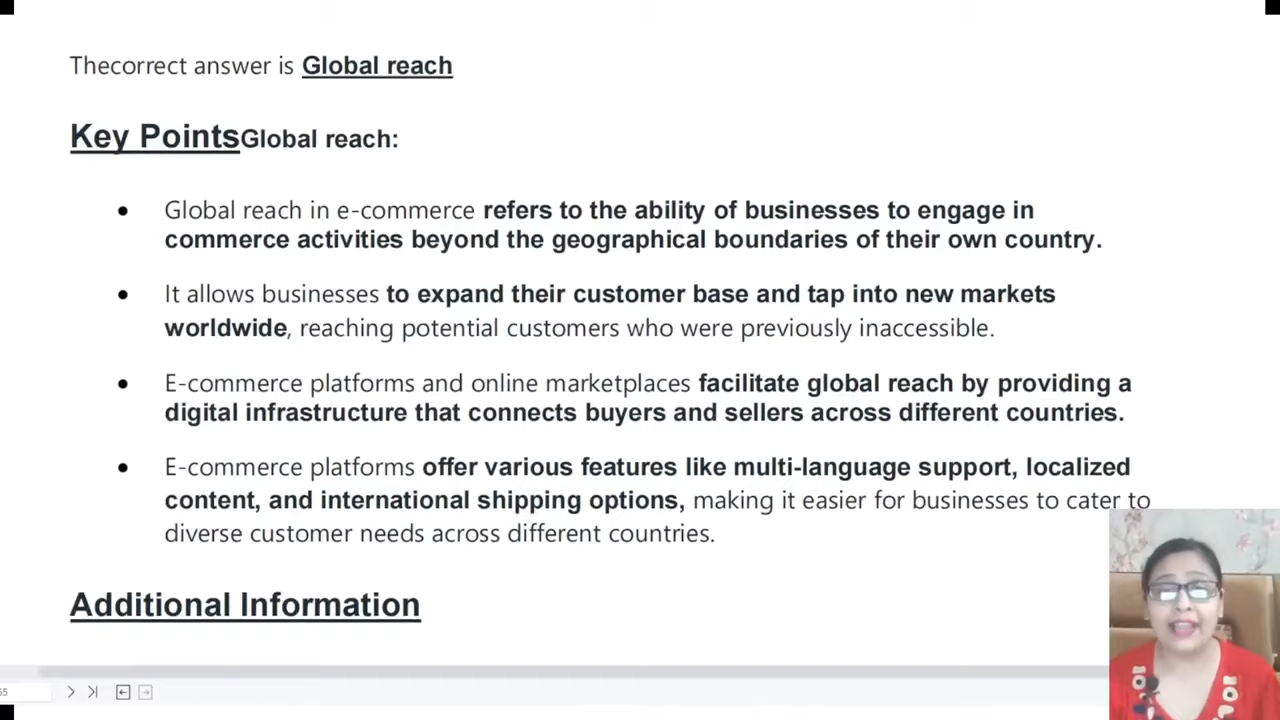 Thecorrect answer is Global reach
Key PointsGlobal reach:
• Global reach in e-commerce refers to the ability of businesses to engage in
commerce activities beyond the geographical boundaries of their own country.
• It allows businesses to expand their customer base and tap into new markets
worldwide, reaching potential customers who were previously inaccessible.
• E-commerce platforms and online marketplaces facilitate global reach by providing a
digital infrastructure that connects buyers and sellers across different countries.
• E-commerce platforms offer various features like multi-language support, localized
content, and international shipping options, making it easier for businesses to cater to
diverse customer needs across different countries.
Additional Information